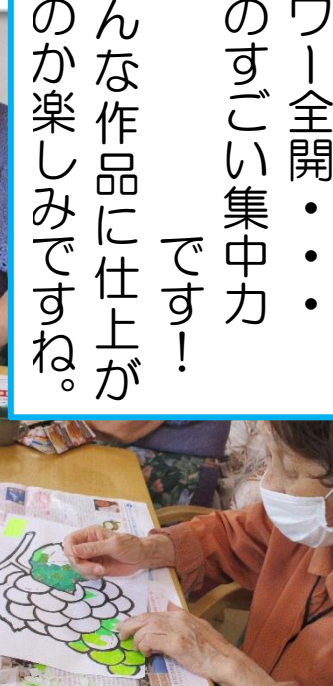 ワー全開・・・
のすごい集中力
です！
んな作品に仕上が
のか楽しみですね。